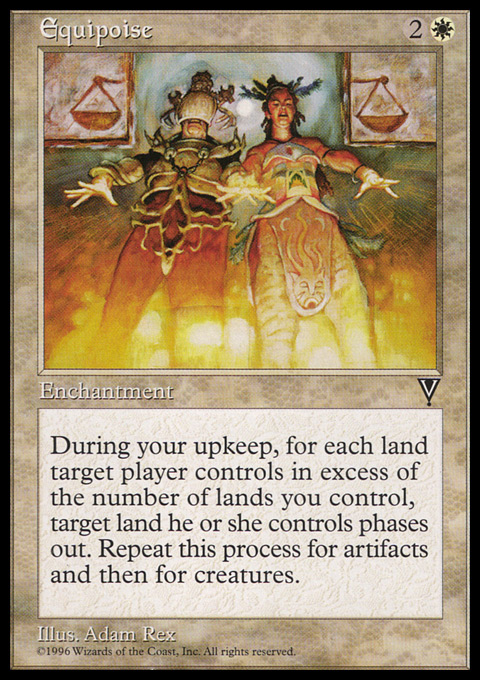 Equipoise 2
Enchantment
During your upkeep, for each land
target player controls in excess of
the number of lands you control,
target land he or she controls phases
out. Repeat this process for artifacts
and then for creatures.
Illus. Adam Rex
©1996 Wizards of the Coast, Inc. All rights reserved.